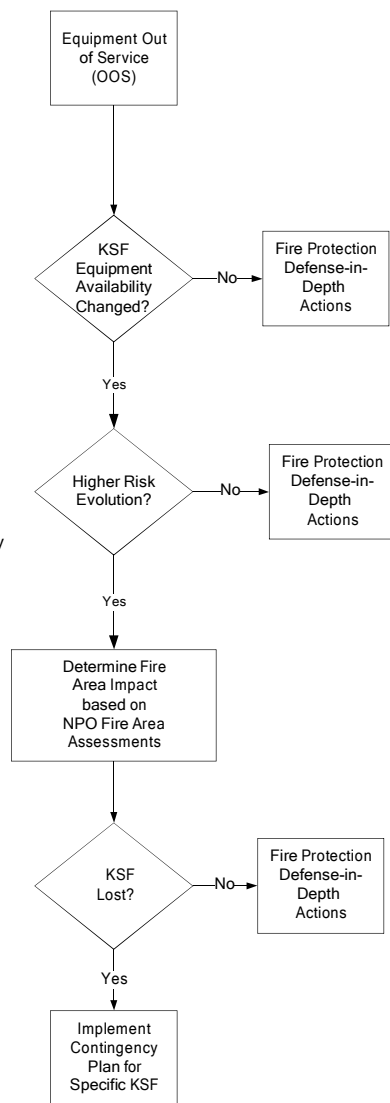 Equipment Out
of Service
(OOS)
KSF
Equipment
Availability
Changed?
No
Fire Protection
Defense-in-
Depth
Actions
Yes
Higher Risk
Evolution?
No
Fire Protection
Defense-in-
Depth
Actions
y
Yes
Determine Fire
Area Impact
based on
NPO Fire Area
Assessments
KSF
Lost?
No
Fire Protection
Defense-in-
Depth
Actions
Yes
Implement
Contingency
Plan for
Specific KSF